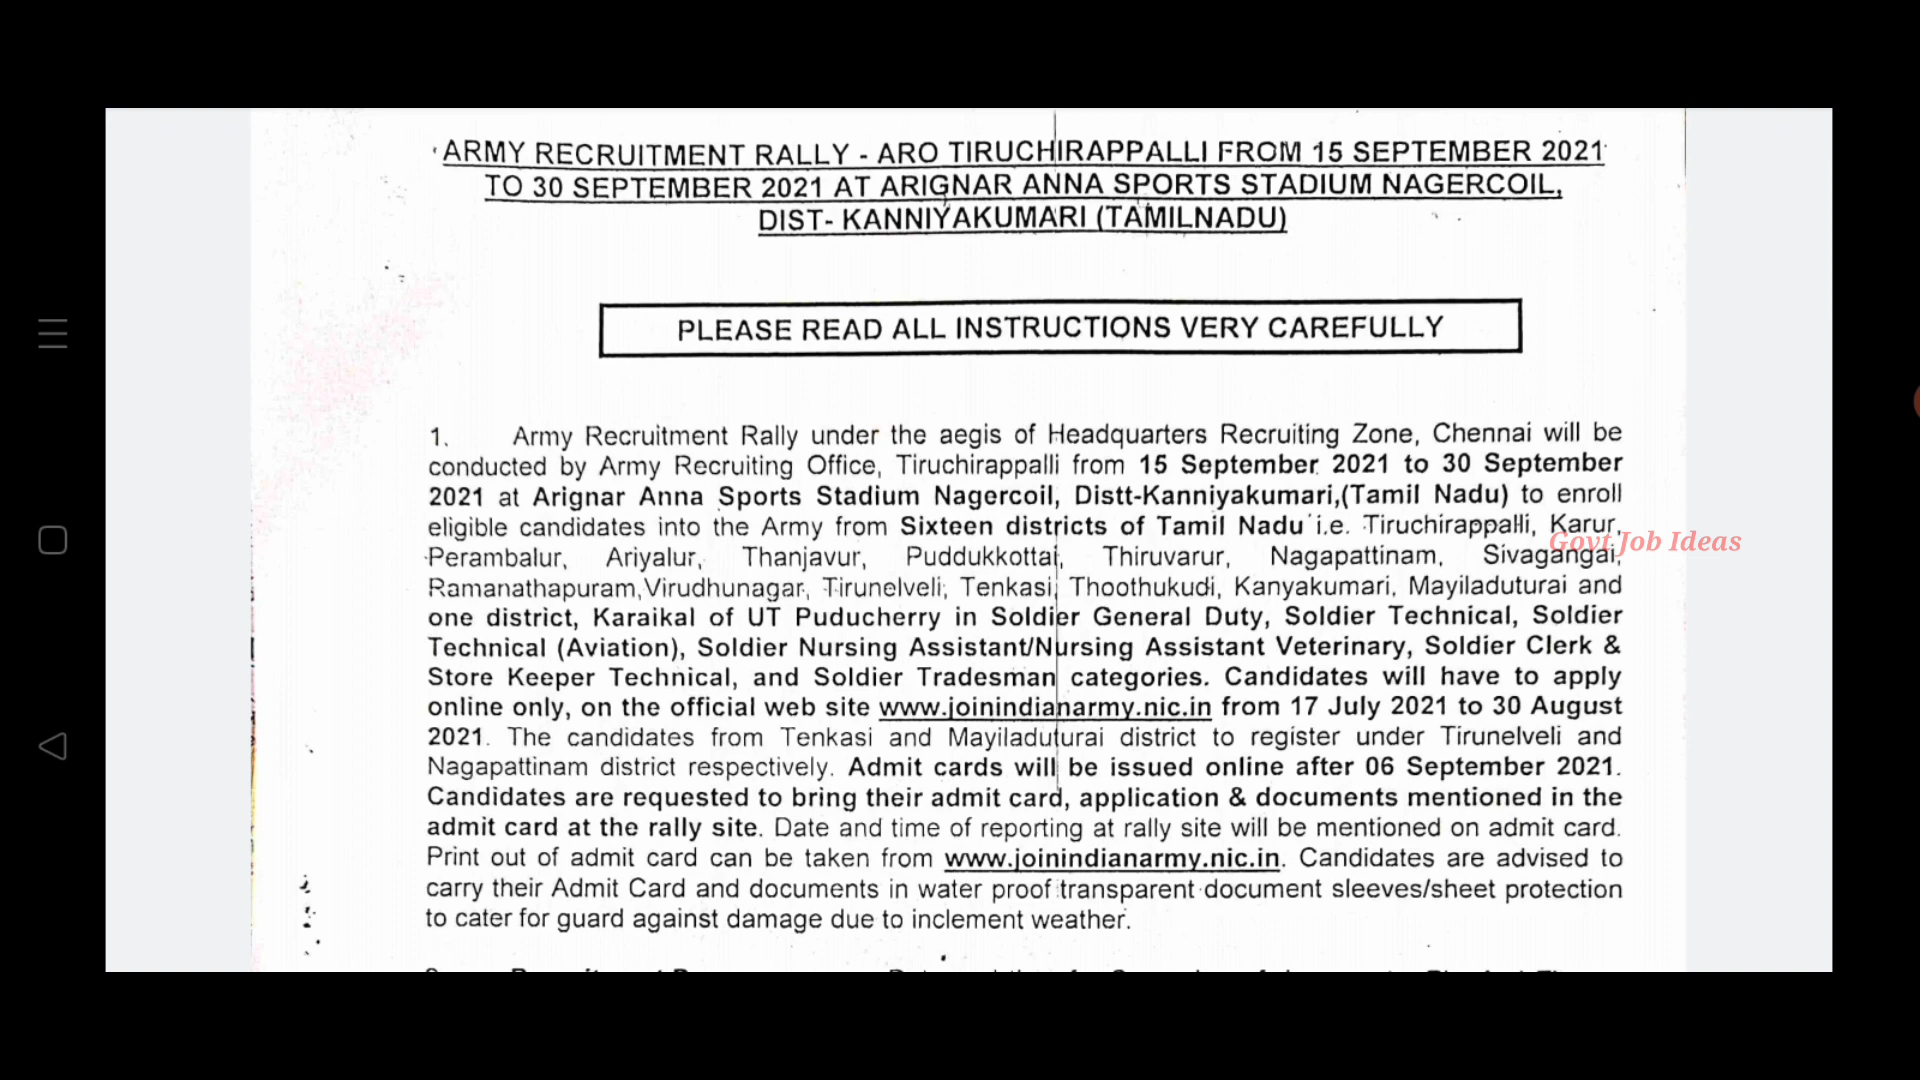 ARMY RECRUITMENT RALLY - ARO TIRUCHIRAPPALLI FROM 15 SEPTEMBER 2021
TO 30 SEPTEMBER 2021 AT ARIGNAR ANNA SPORTS STADIUM NAGERCOIL,
DIST- KANNIYAKUMARI (TAMILNADU)
PLEASE READ ALL INSTRUCTIONS VERY CAREFULLY
1. Army Recruitment Rally under the aegis of Headquarters Recruiting Zone, Chennai will be
conducted by Army Recruiting Office, Tiruchirappalli from 15 September 2021 to 30 September
2021 at Arignar Anna Sports Stadium Nagercoil, Distt-Kanniyakumari,(Tamil Nadu) to enroll
eligible candidates into the Army from Sixteen districts of Tamil Nadu i.e. Tiruchirappalli, Karur,
Perambalur, Ariyalur, Thanjavur, Puddukkottai, Thiruvarur, Nagapattinam, Sivagangai,
Ramanathapuram,Virudhunagar, Tirunelveli, Tenkasi, Thoothukudi, Kanyakumari, Mayiladuturai and
one district, Karaikal of UT Puducherry in Soldier General Duty, Soldier Technical, Soldier
Technical (Aviation), Soldier Nursing Assistant/Nursing Assistant Veterinary, Soldier Clerk &
Store Keeper Technical, and Soldier Tradesman categories. Candidates will have to apply
online only, on the official web site www.joinindianarmy.nic.in from 17 July 2021 to 30 August
2021. The candidates from Tenkasi and Mayiladuturai district to register under Tirunelveli and
Nagapattinam district respectively. Admit cards will be issued online after 06 September 2021.
Candidates are requested to bring their admit card, application & documents mentioned in the
admit card at the rally site. Date and time of reporting at rally site will be mentioned on admit card.
Print out of admit card can be taken from www.joinindianarmy.nic.in. Candidates are advised to
carry their Admit Card and documents in water proof transparent document sleeves/sheet protection
to cater for guard against damage due to inclement weather.
Govt Job Ideas